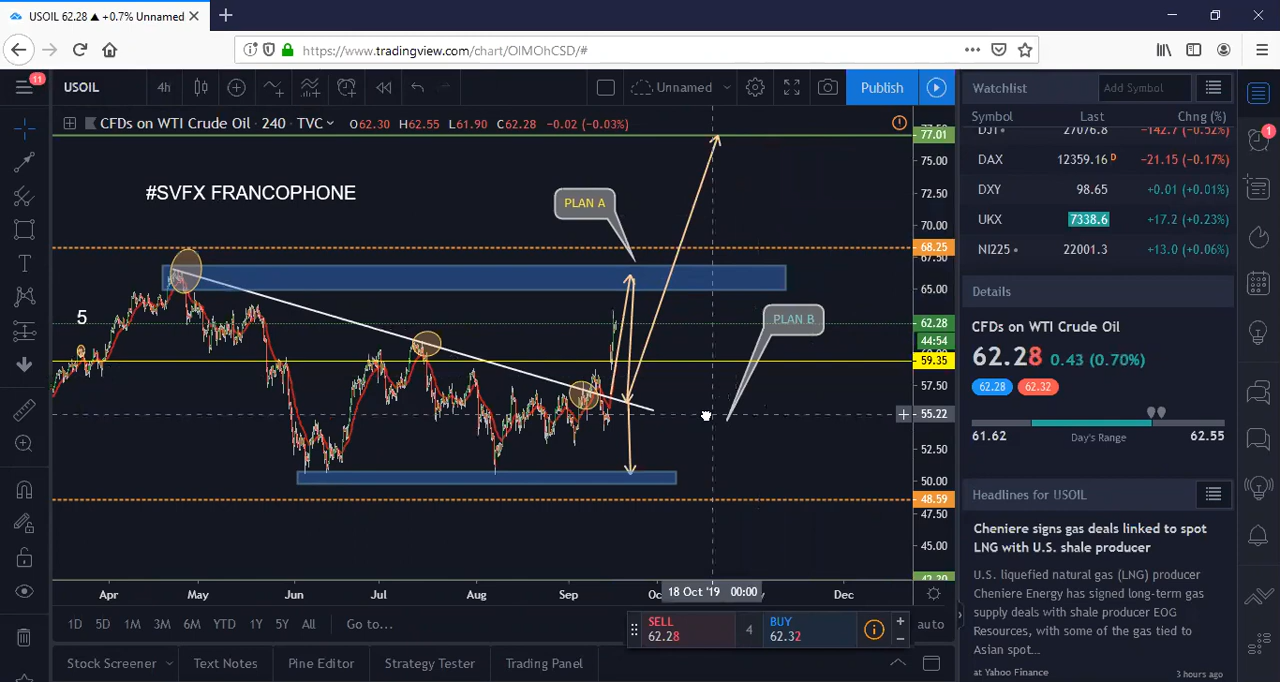 USOIL 62.28 ▲ +0.7% Unnamed
https://www.tradingview.com/chart/OIMOhCSD/#
11
USOIL 4h Unnamed Publish
Watchlist Add Symbol
Symbol Last Chng (%)
DJI 27076.8 −142.7 (−0.52%)
DAX 12359.16 D −21.15 (−0.17%)
DXY 98.65 +0.01 (+0.01%)
UKX 7338.6 +17.2 (+0.23%)
NI225 22001.3 +13.0 (+0.06%)
1
CFDs on WTI Crude Oil · 240 · TVC O62.30 H62.55 L61.90 C62.28 −0.02 (−0.03%)
#SVFX FRANCOPHONE
PLAN A
PLAN B
5
77.01
75.00
72.50
70.00
68.25
67.50
65.00
62.28
44:54
59.35
57.50
55.22
52.50
50.00
48.59
47.50
45.00
42.20
Apr May Jun Jul Aug Sep 18 Oct '19 00:00 Dec
1D 5D 1M 3M 6M YTD 1Y 5Y All Go to...
SELL
62.28
4
BUY
62.32
auto
Stock Screener Text Notes Pine Editor Strategy Tester Trading Panel
Details
CFDs on WTI Crude Oil
62.28 0.43 (0.70%)
62.28 62.32
61.62 Day's Range 62.55
Headlines for USOIL
Cheniere signs gas deals linked to spot
LNG with U.S. shale producer
U.S. liquefied natural gas (LNG) producer
Cheniere Energy has signed long-term gas
supply deals with shale producer EOG
Resources, with some of the gas tied to
Asian spot...
at Yahoo Finance 3 hours ago